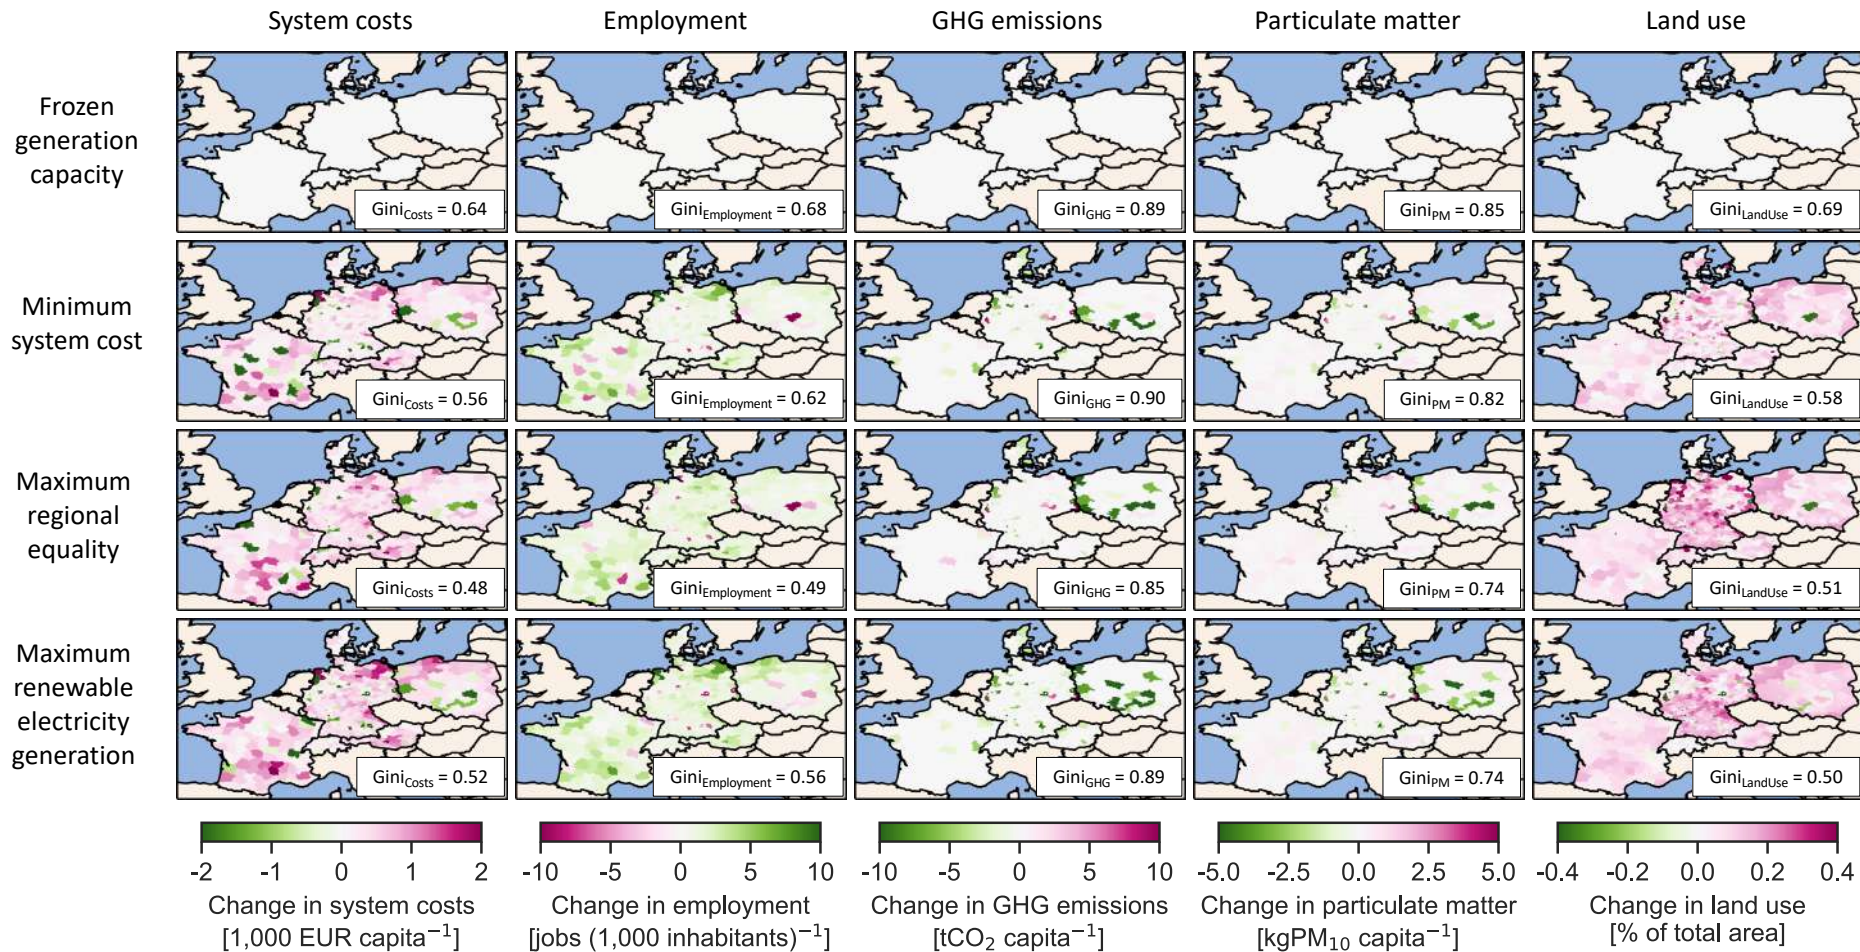 System costs Employment GHG emissions Particulate matter Land use
Frozen
generation
capacity
Gini_Costs = 0.64 Gini_Employment = 0.68 Gini_GHG = 0.89 Gini_PM = 0.85 Gini_LandUse = 0.69
Minimum
system cost
Gini_Costs = 0.56 Gini_Employment = 0.62 Gini_GHG = 0.90 Gini_PM = 0.82 Gini_LandUse = 0.58
Maximum
regional
equality
Gini_Costs = 0.48 Gini_Employment = 0.49 Gini_GHG = 0.85 Gini_PM = 0.74 Gini_LandUse = 0.51
Maximum
renewable
electricity
generation
Gini_Costs = 0.52 Gini_Employment = 0.56 Gini_GHG = 0.89 Gini_PM = 0.74 Gini_LandUse = 0.50
-2 -1 0 1 2 -10 -5 0 5 10 -10 -5 0 5 10 -5.0 -2.5 0.0 2.5 5.0 -0.4 -0.2 0.0 0.2 0.4
Change in system costs Change in employment Change in GHG emissions Change in particulate matter Change in land use
[1,000 EUR capita⁻¹] [jobs (1,000 inhabitants)⁻¹] [tCO₂ capita⁻¹] [kgPM₁₀ capita⁻¹] [% of total area]